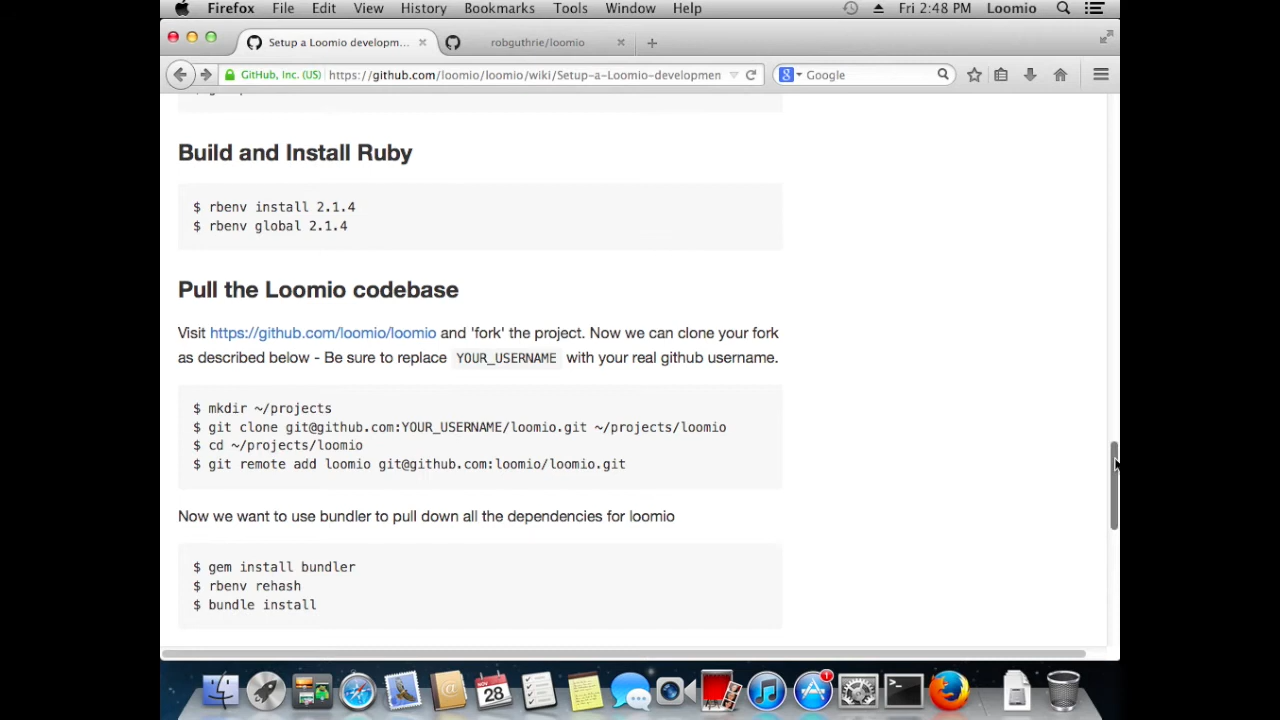 Firefox File Edit View History Bookmarks Tools Window Help Fri 2:48 PM Loomio
Setup a Loomio developm... robguthrie/loomio
GitHub, Inc. (US) https://github.com/loomio/loomio/wiki/Setup-a-Loomio-developmen Google
Build and Install Ruby
$ rbenv install 2.1.4
$ rbenv global 2.1.4
Pull the Loomio codebase
Visit https://github.com/loomio/loomio and 'fork' the project. Now we can clone your fork
as described below - Be sure to replace YOUR_USERNAME with your real github username.
$ mkdir ~/projects
$ git clone git@github.com:YOUR_USERNAME/loomio.git ~/projects/loomio
$ cd ~/projects/loomio
$ git remote add loomio git@github.com:loomio/loomio.git
Now we want to use bundler to pull down all the dependencies for loomio
$ gem install bundler
$ rbenv rehash
$ bundle install
NOV
28
1